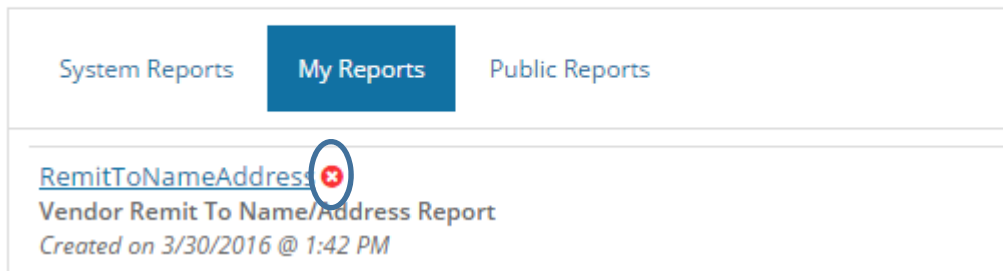 System Reports My Reports Public Reports
RemitToNameAddress
Vendor Remit To Name/Address Report
Created on 3/30/2016 @ 1:42 PM